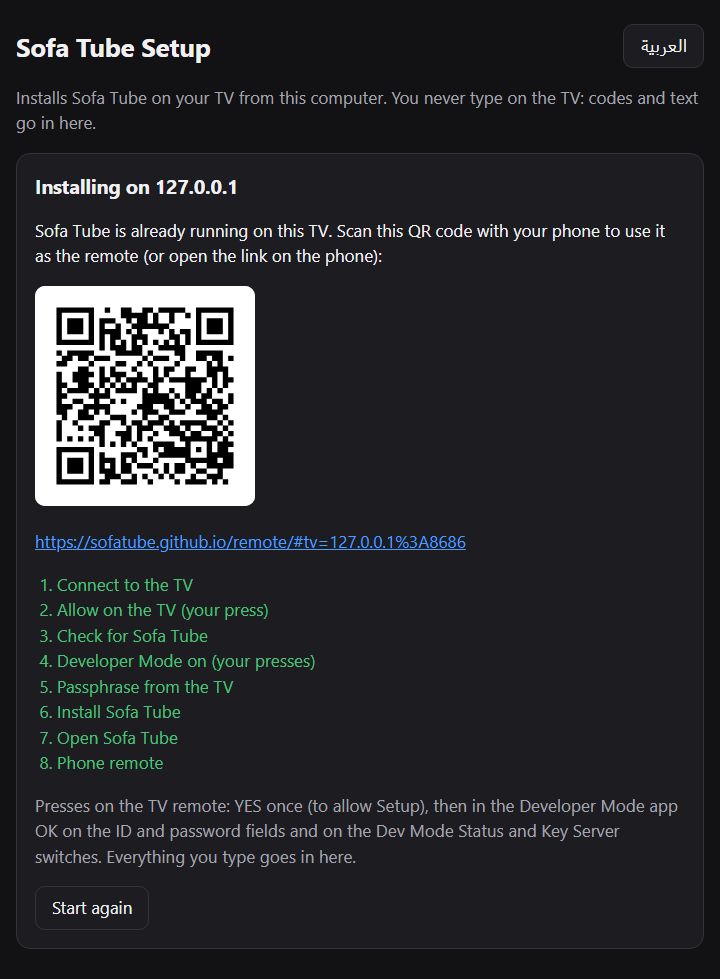 Sofa Tube Setup
العربية
Installs Sofa Tube on your TV from this computer. You never type on the TV: codes and text
go in here.
Installing on 127.0.0.1
Sofa Tube is already running on this TV. Scan this QR code with your phone to use it
as the remote (or open the link on the phone):
https://sofatube.github.io/remote/#tv=127.0.0.1%3A8686
1. Connect to the TV
2. Allow on the TV (your press)
3. Check for Sofa Tube
4. Developer Mode on (your presses)
5. Passphrase from the TV
6. Install Sofa Tube
7. Open Sofa Tube
8. Phone remote
Presses on the TV remote: YES once (to allow Setup), then in the Developer Mode app
OK on the ID and password fields and on the Dev Mode Status and Key Server
switches. Everything you type goes in here.
Start again